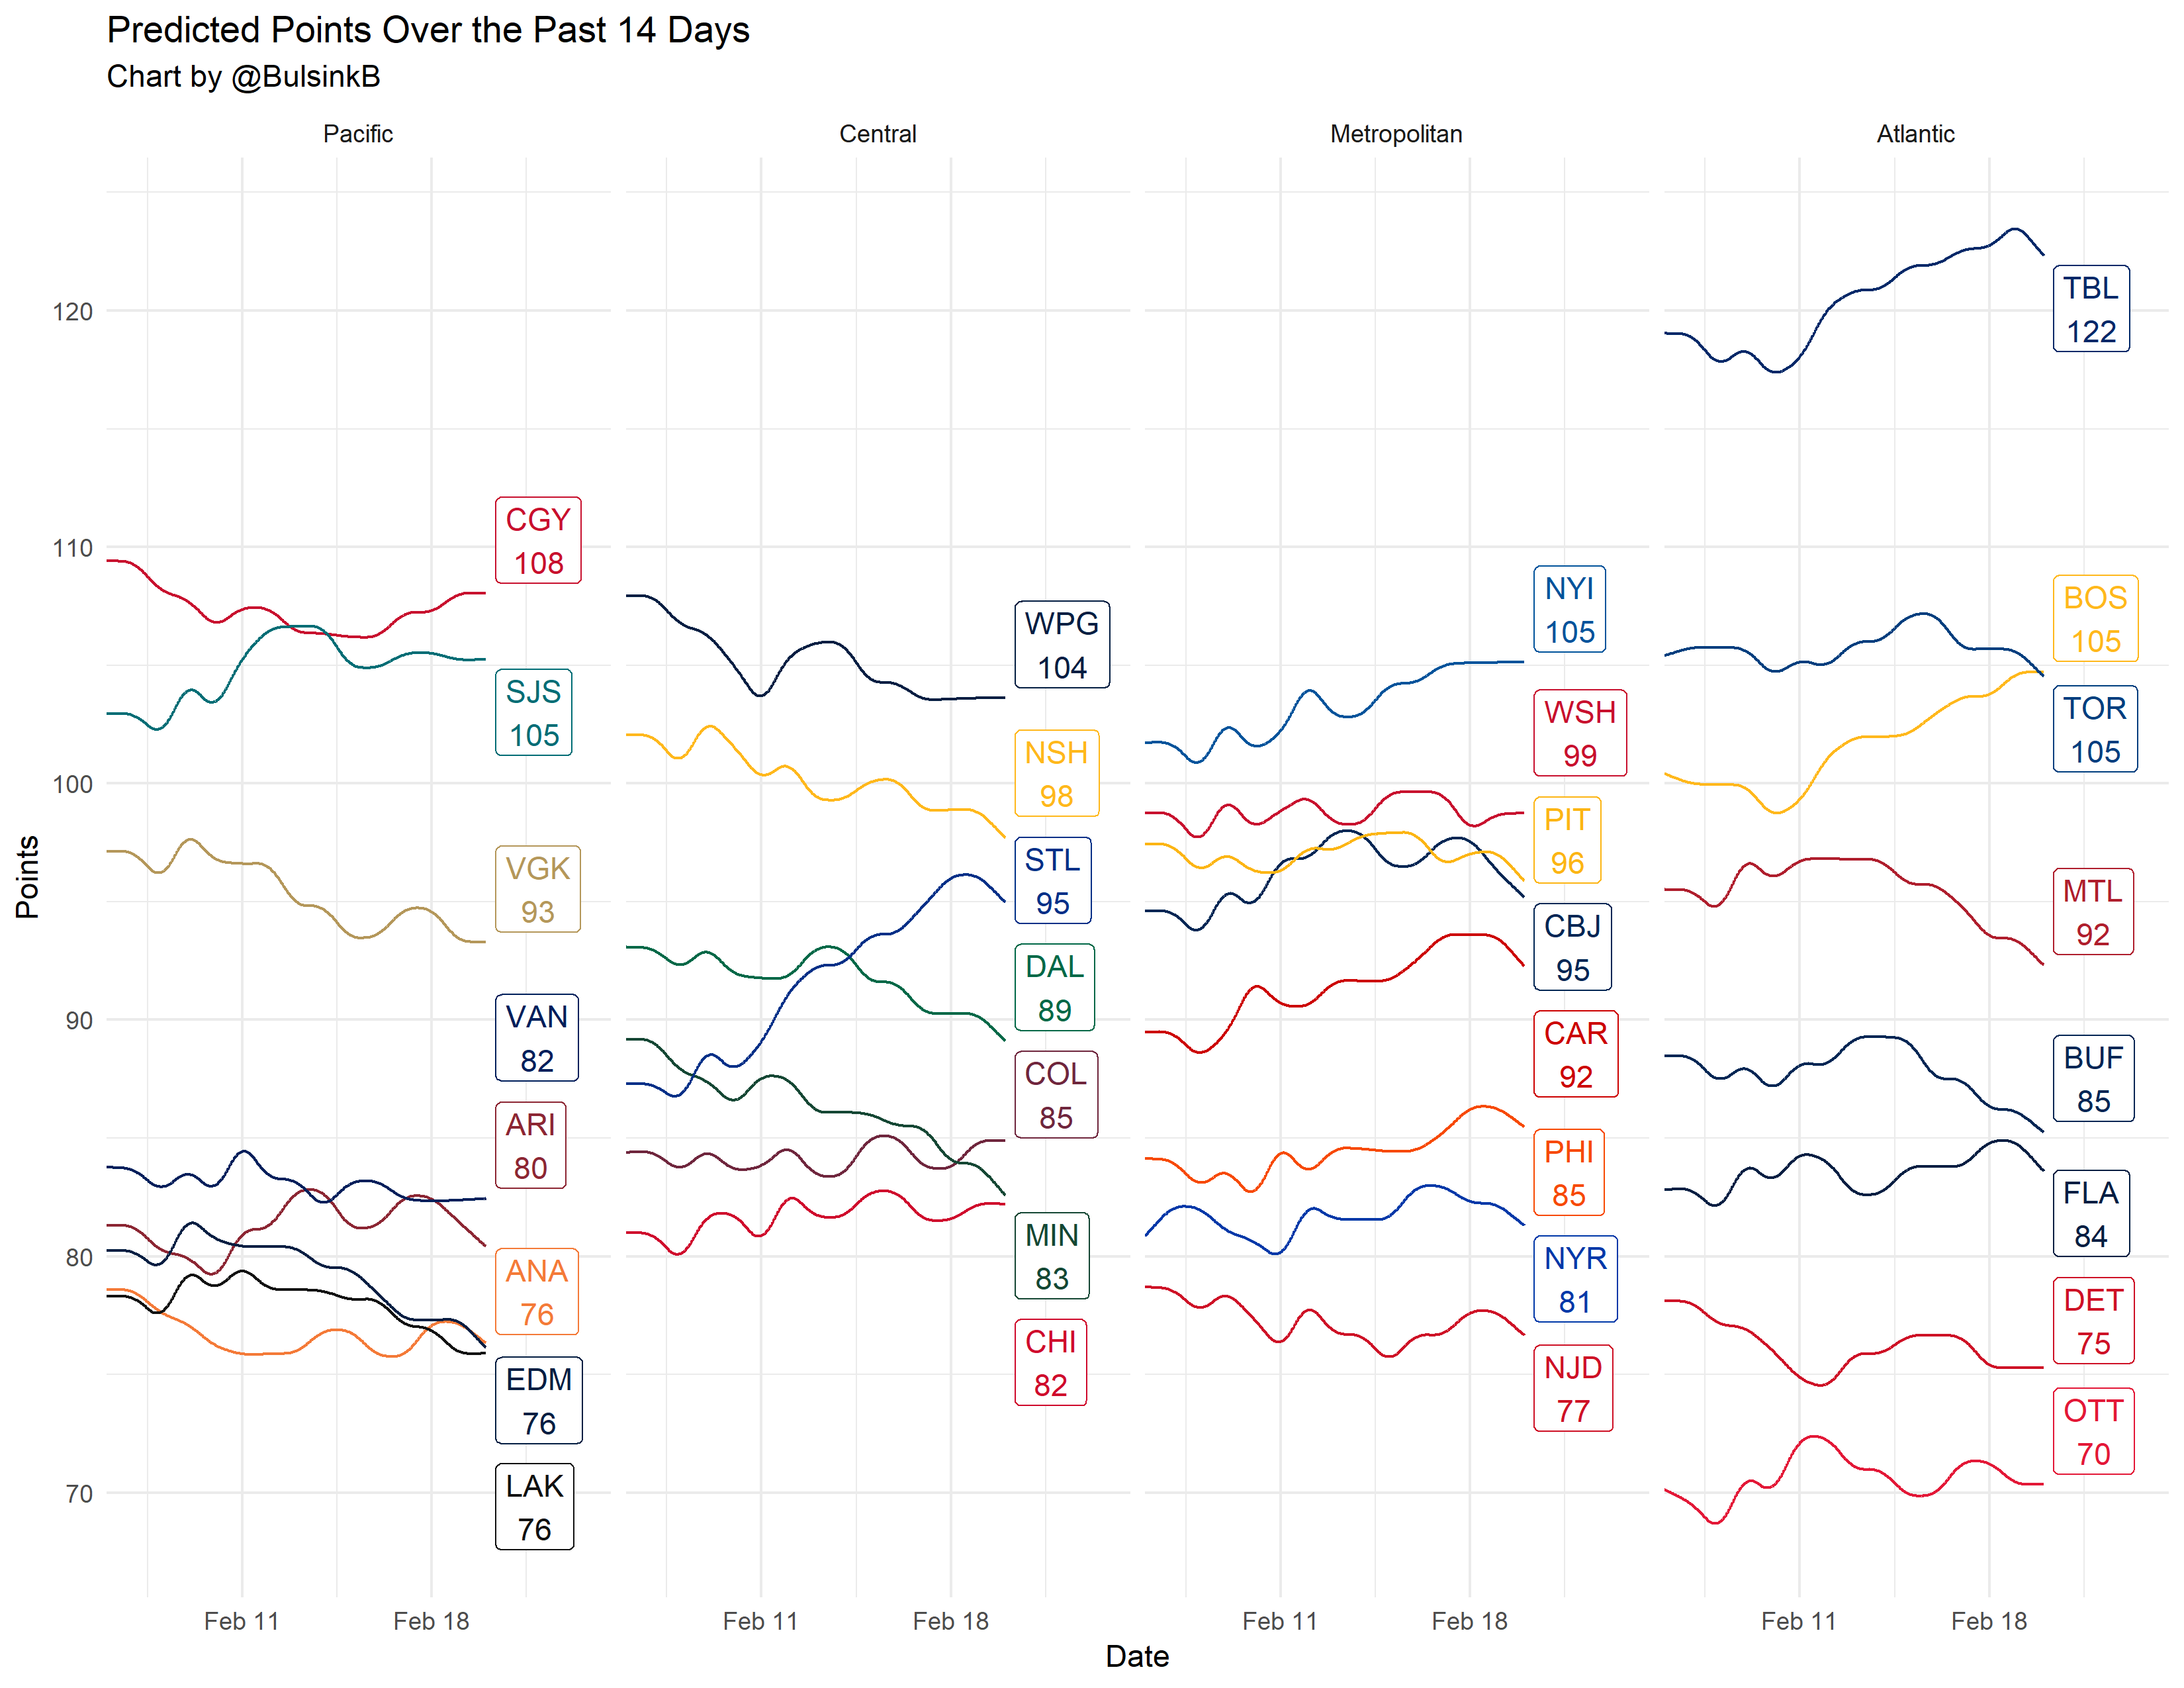 Predicted Points Over the Past 14 Days
Chart by @BulsinkB
Pacific
Central
Metropolitan
Atlantic
Points
120
110
100
90
80
70
CGY
108
SJS
105
VGK
93
VAN
82
ARI
80
ANA
76
EDM
76
LAK
76
WPG
104
NSH
98
STL
95
DAL
89
COL
85
MIN
83
CHI
82
NYI
105
WSH
99
PIT
96
CBJ
95
CAR
92
PHI
85
NYR
81
NJD
77
TBL
122
BOS
105
TOR
105
MTL
92
BUF
85
FLA
84
DET
75
OTT
70
Feb 11
Feb 18
Feb 11
Feb 18
Feb 11
Feb 18
Feb 11
Feb 18
Date